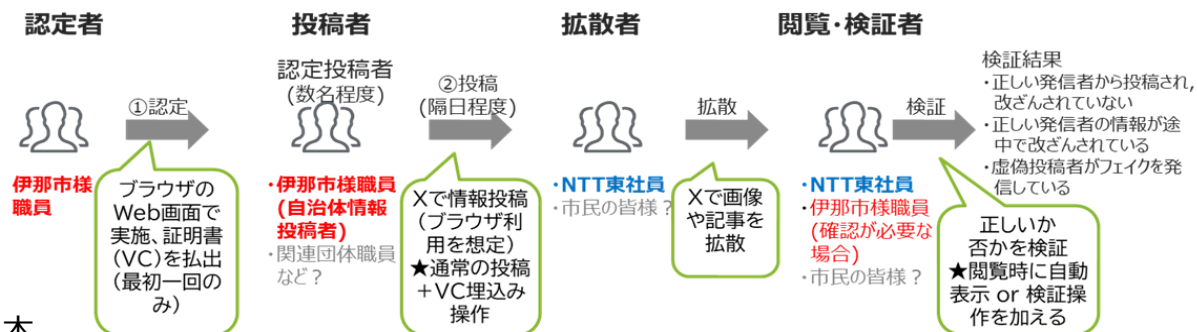 認定者
投稿者
拡散者
閲覧・検証者
①認定
認定投稿者
(数名程度)
②投稿
(隔日程度)
拡散
検証
検証結果
・正しい発信者から投稿され,
改ざんされていない
・正しい発信者の情報が途
中で改ざんされている
・虚偽投稿者がフェイクを発
信している
伊那市様
職員
ブラウザの
Web画面で
実施、証明書
(VC)を払出
(最初一回の
み)
・伊那市様職員
(自治体情報
投稿者)
・関連団体職員
など？
Xで情報投稿
(ブラウザ利
用を想定)
★通常の投稿
＋VC埋込み
操作
・NTT東社員
・市民の皆様？
Xで画像
や記事を
拡散
・NTT東社員
・伊那市様職員
(確認が必要な
場合)
・市民の皆様？
正しいか
否かを検証
★閲覧時に自動
表示 or 検証操
作を加える